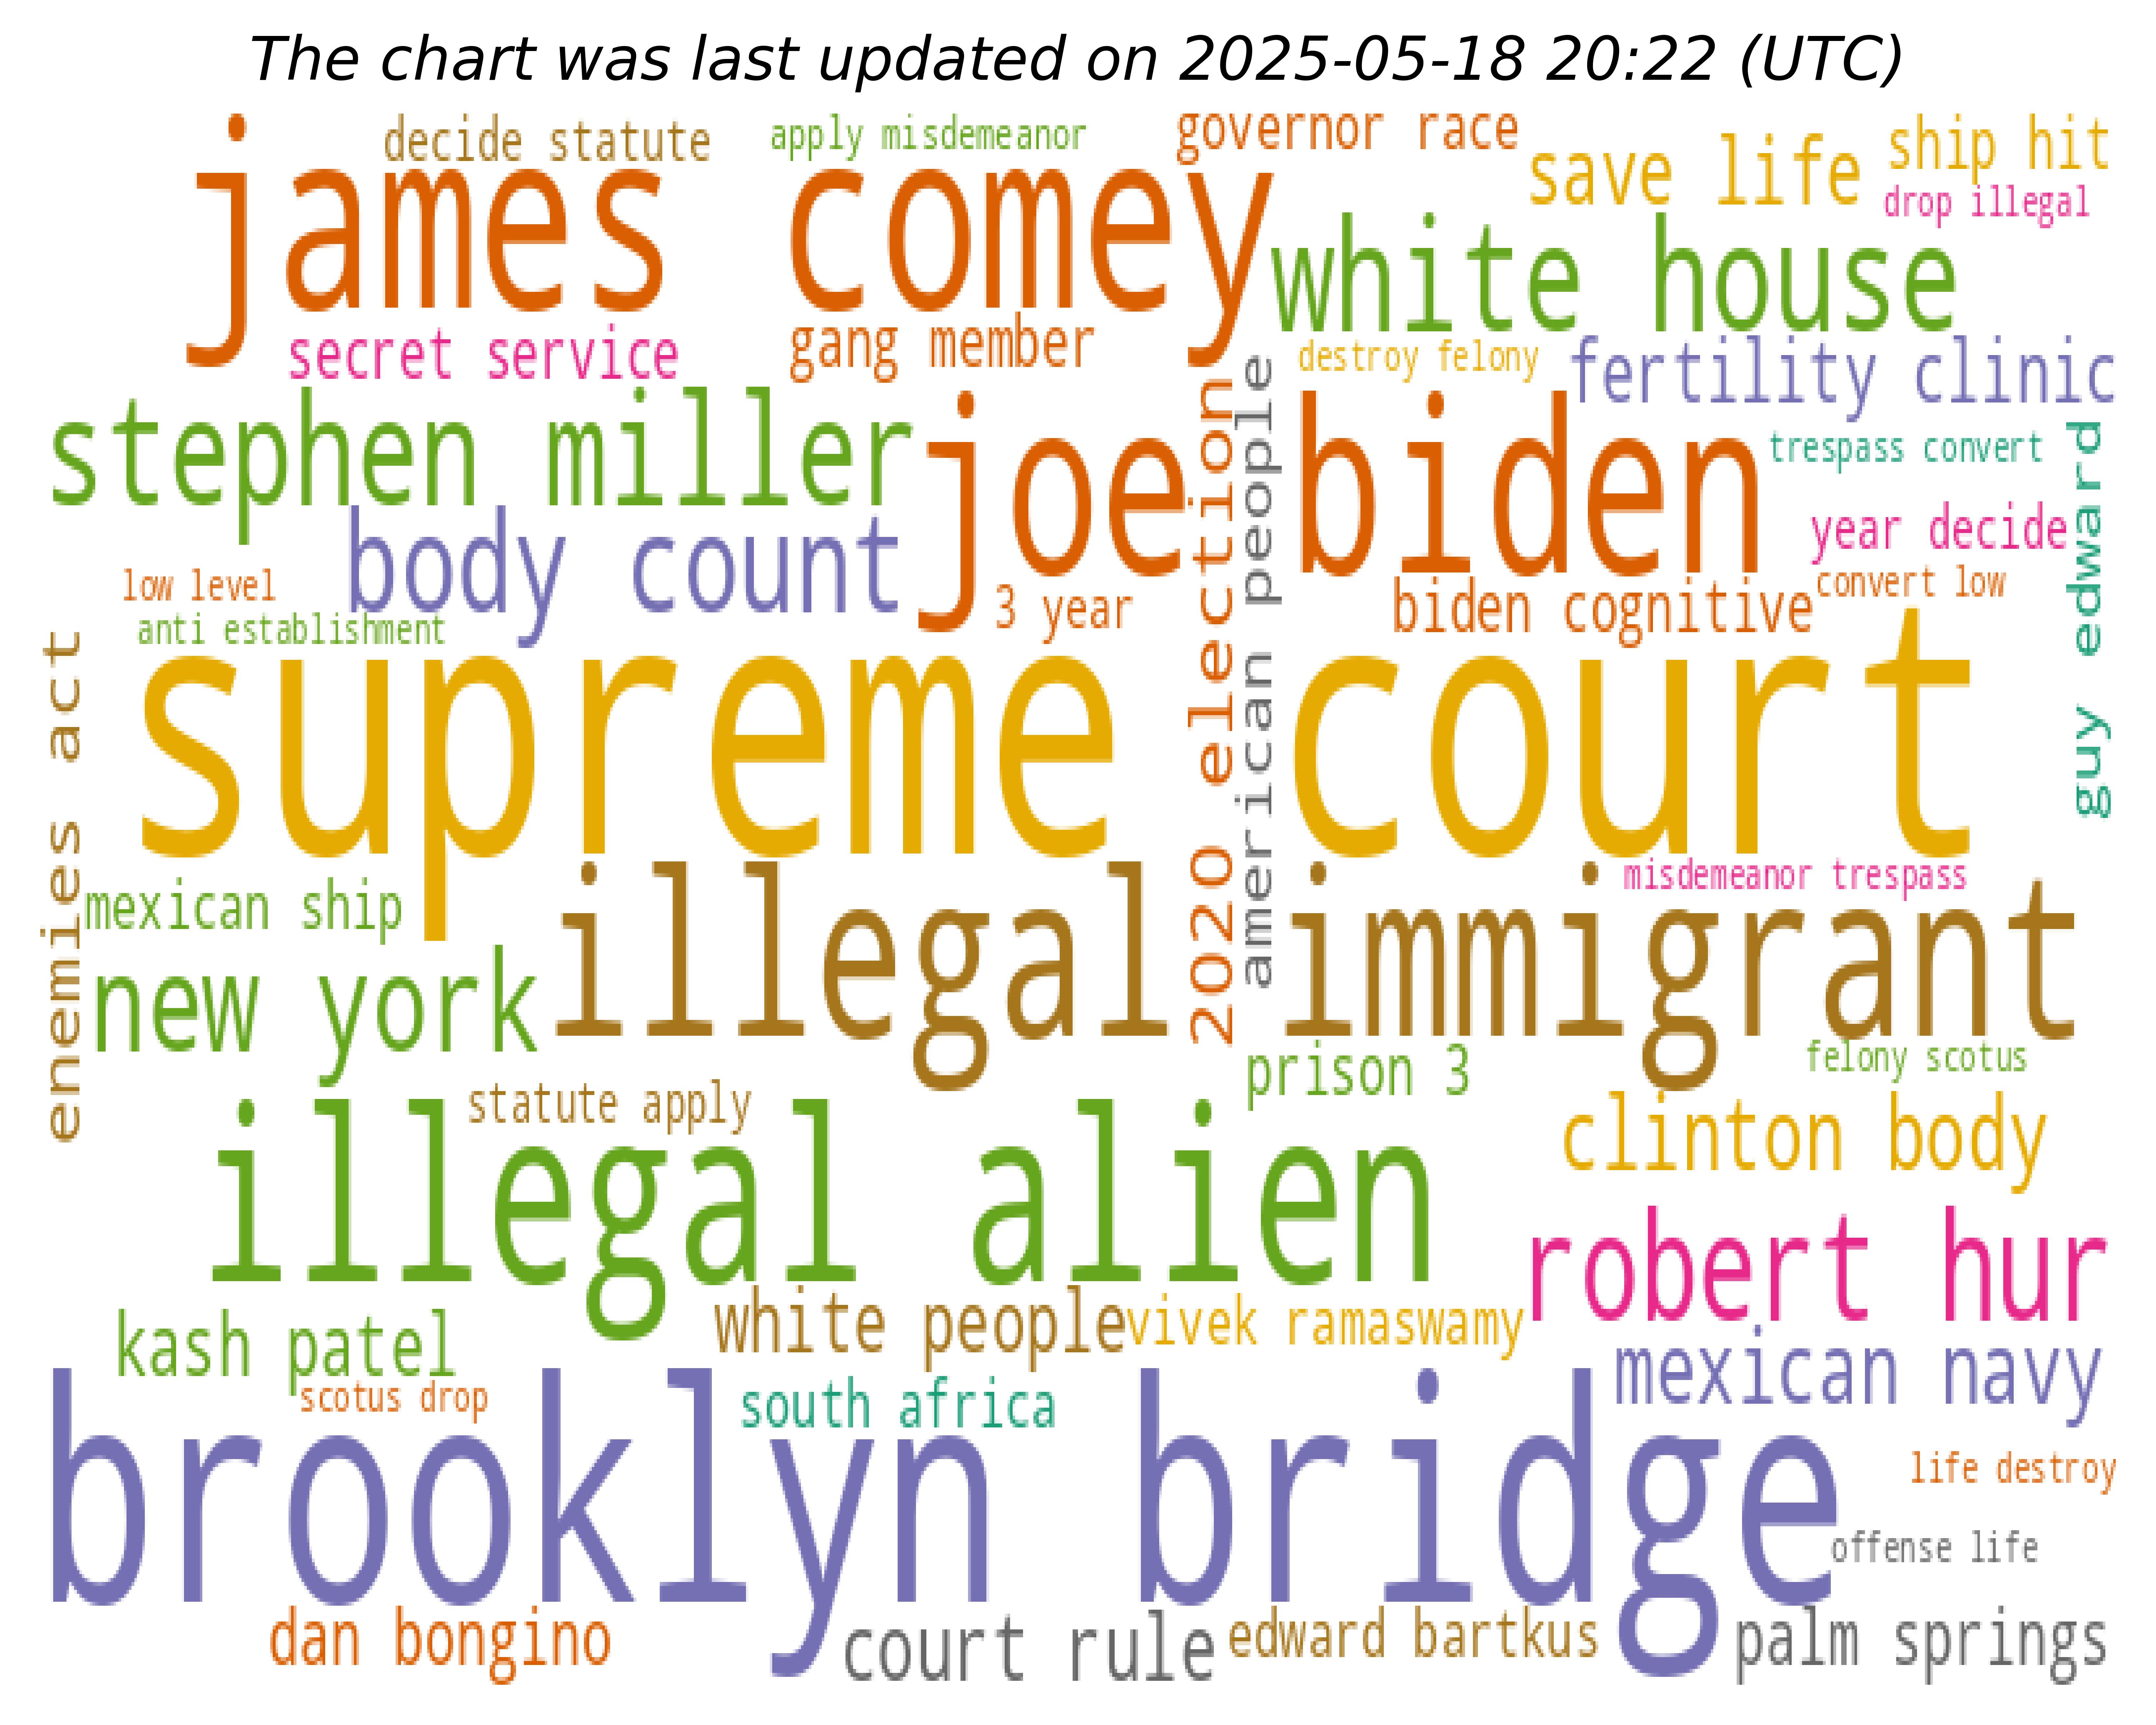 The chart was last updated on 2025-05-18 20:22 (UTC)
james comey
decide statute
apply misdemeanor
governor race
save life
ship hit
drop illegal
white house
secret service
gang member
destroy felony
fertility clinic
stephen miller
joe biden
trespass convert
guy edward
body count
year decide
low level
3 year
biden cognitive
convert low
anti establishment
2020 election
american people
enemies act
supreme court
mexican ship
misdemeanor trespass
illegal immigrant
new york
prison 3
felony scotus
statute apply
illegal alien
clinton body
robert hur
kash patel
white people
vivek ramaswamy
mexican navy
scotus drop
south africa
brooklyn bridge
life destroy
offense life
dan bongino
court rule
edward bartkus
palm springs